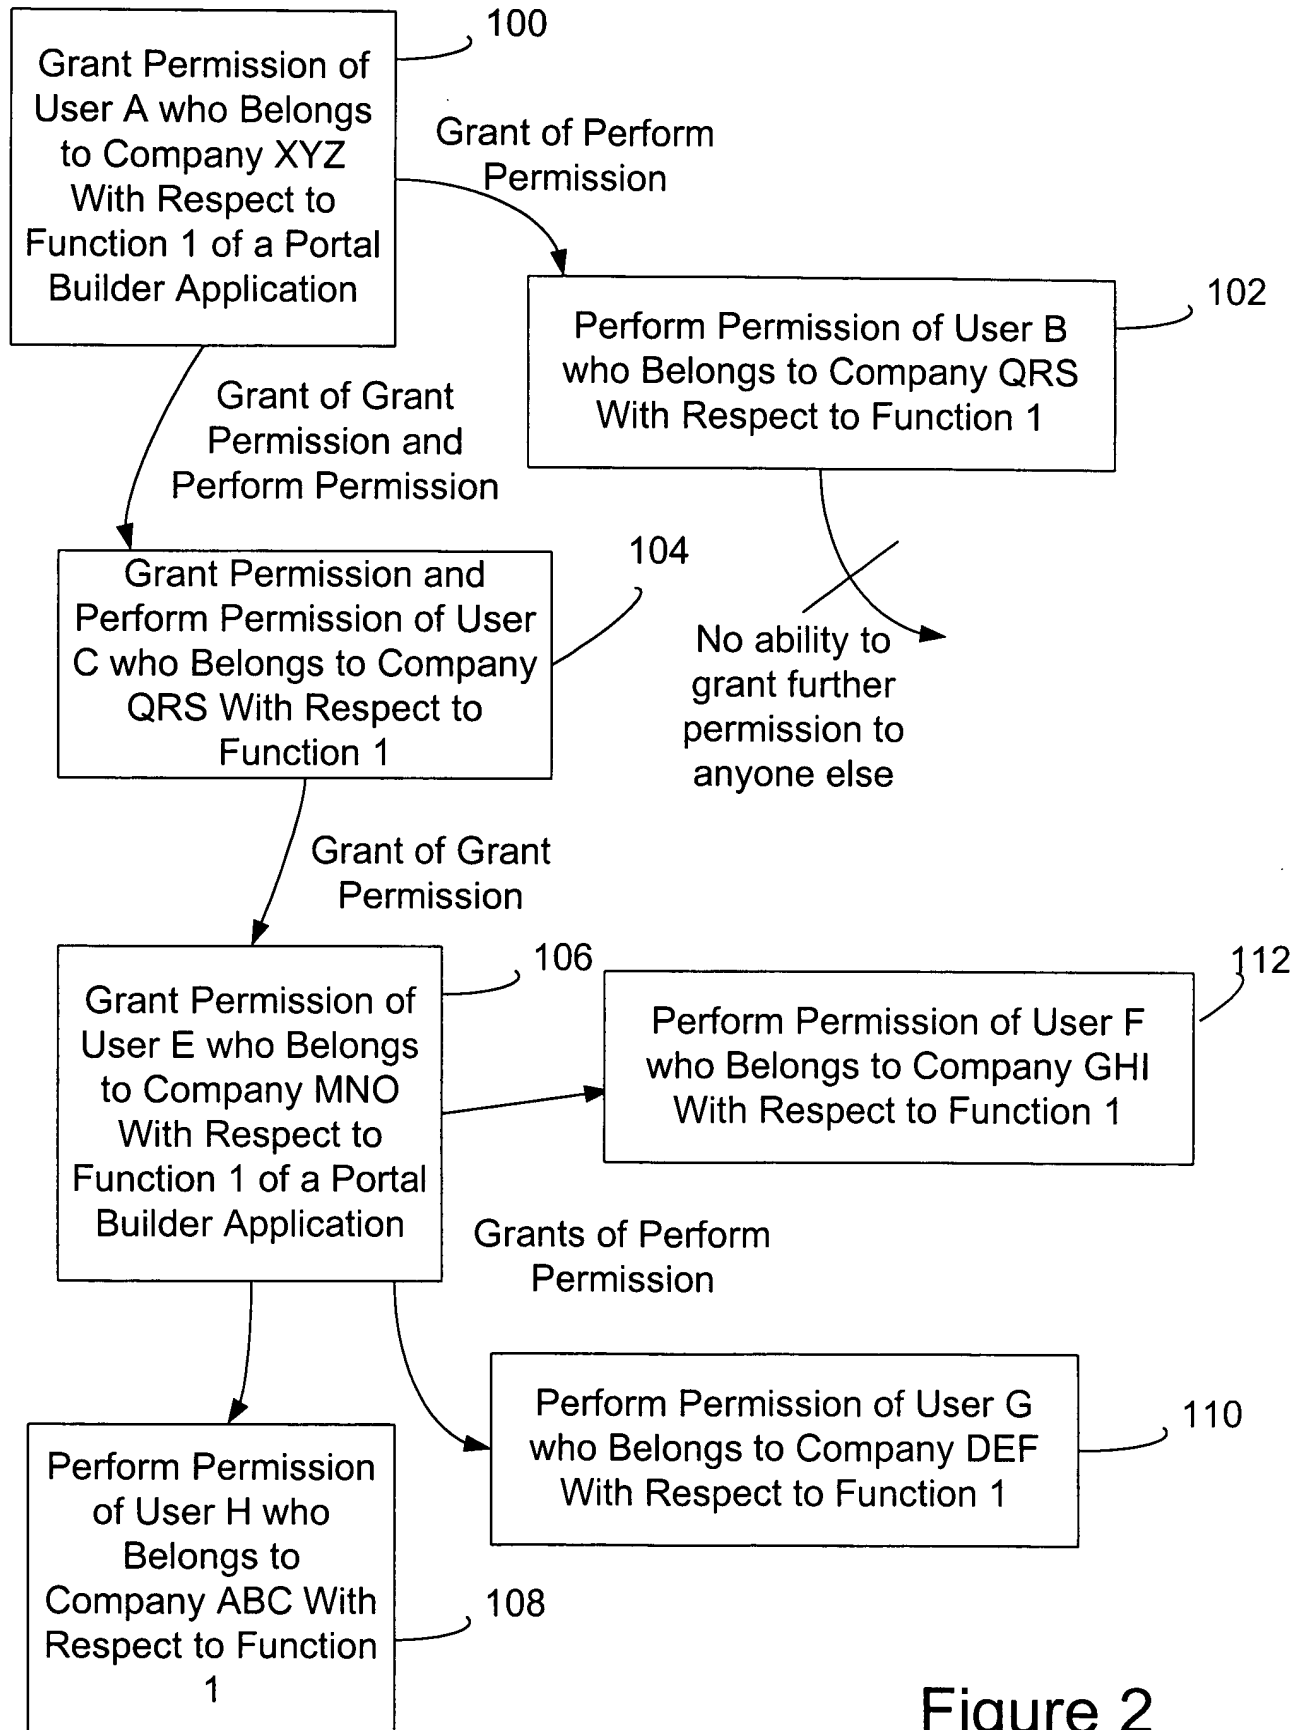 100
Grant Permission of
User A who Belongs
to Company XYZ
With Respect to
Function 1 of a Portal
Builder Application
Grant of Perform
Permission
102
Perform Permission of User B
who Belongs to Company QRS
With Respect to Function 1
Grant of Grant
Permission and
Perform Permission
104
Grant Permission and
Perform Permission of User
C who Belongs to Company
QRS With Respect to
Function 1
No ability to
grant further
permission to
anyone else
Grant of Grant
Permission
106
Grant Permission of
User E who Belongs
to Company MNO
With Respect to
Function 1 of a Portal
Builder Application
112
Perform Permission of User F
who Belongs to Company GHI
With Respect to Function 1
Grants of Perform
Permission
110
Perform Permission of User G
who Belongs to Company DEF
With Respect to Function 1
Perform Permission
of User H who
Belongs to
Company ABC With
Respect to Function
1
108
Figure 2